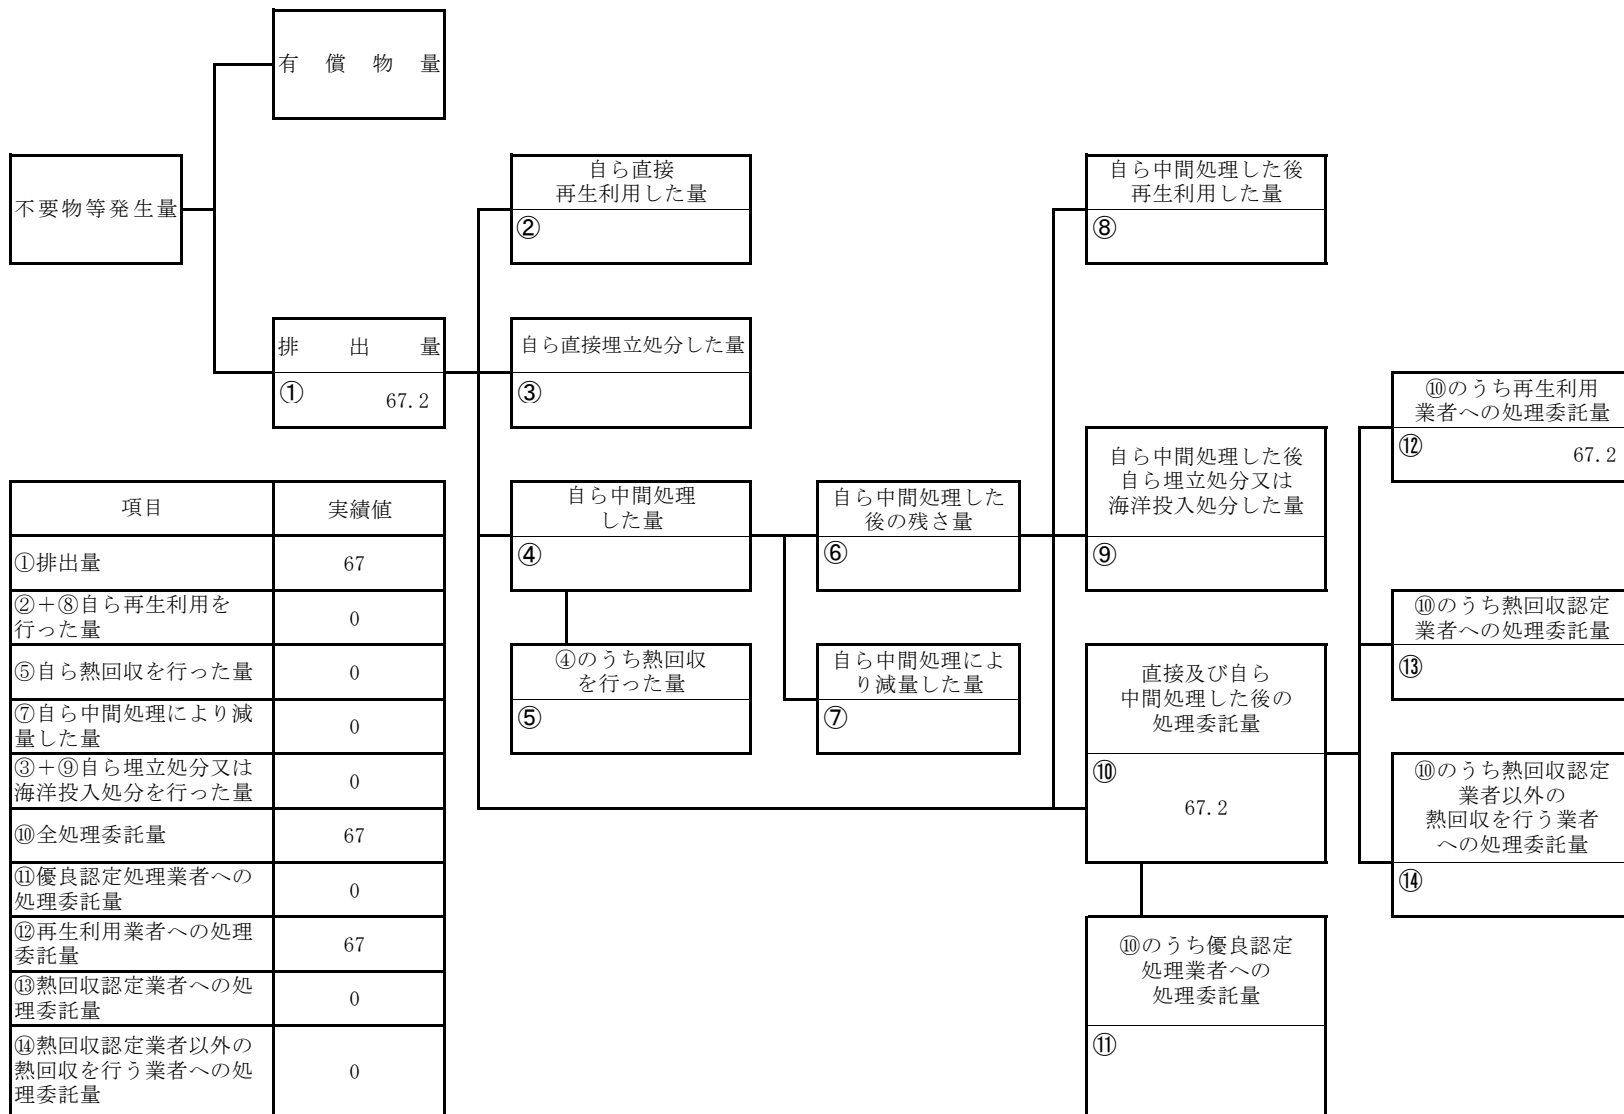 有償物量
不要物等発生量
排出量
①
67.2
自ら直接
再生利用した量
②
自ら直接埋立処分した量
③
自ら中間処理
した量
④
④のうち熱回収
を行った量
⑤
自ら中間処理した
後の残さ量
⑥
自ら中間処理によ
り減量した量
⑦
自ら中間処理した後
再生利用した量
⑧
自ら中間処理した後
自ら埋立処分又は
海洋投入処分した量
⑨
直接及び自ら
中間処理した後の
処理委託量
⑩
67.2
⑩のうち優良認定
処理業者への
処理委託量
⑪
⑩のうち再生利用
業者への処理委託量
⑫
67.2
⑩のうち熱回収認定
業者への処理委託量
⑬
⑩のうち熱回収認定
業者以外の
熱回収を行う業者
への処理委託量
⑭
項目 実績値
①排出量 67
②+⑧自ら再生利用を
行った量 0
⑤自ら熱回収を行った量 0
⑦自ら中間処理により減
量した量 0
③+⑨自ら埋立処分又は
海洋投入処分を行った量 0
⑩全処理委託量 67
⑪優良認定処理業者への
処理委託量 0
⑫再生利用業者への処理
委託量 67
⑬熱回収認定業者への処
理委託量 0
⑭熱回収認定業者以外の
熱回収を行う業者への処
理委託量 0